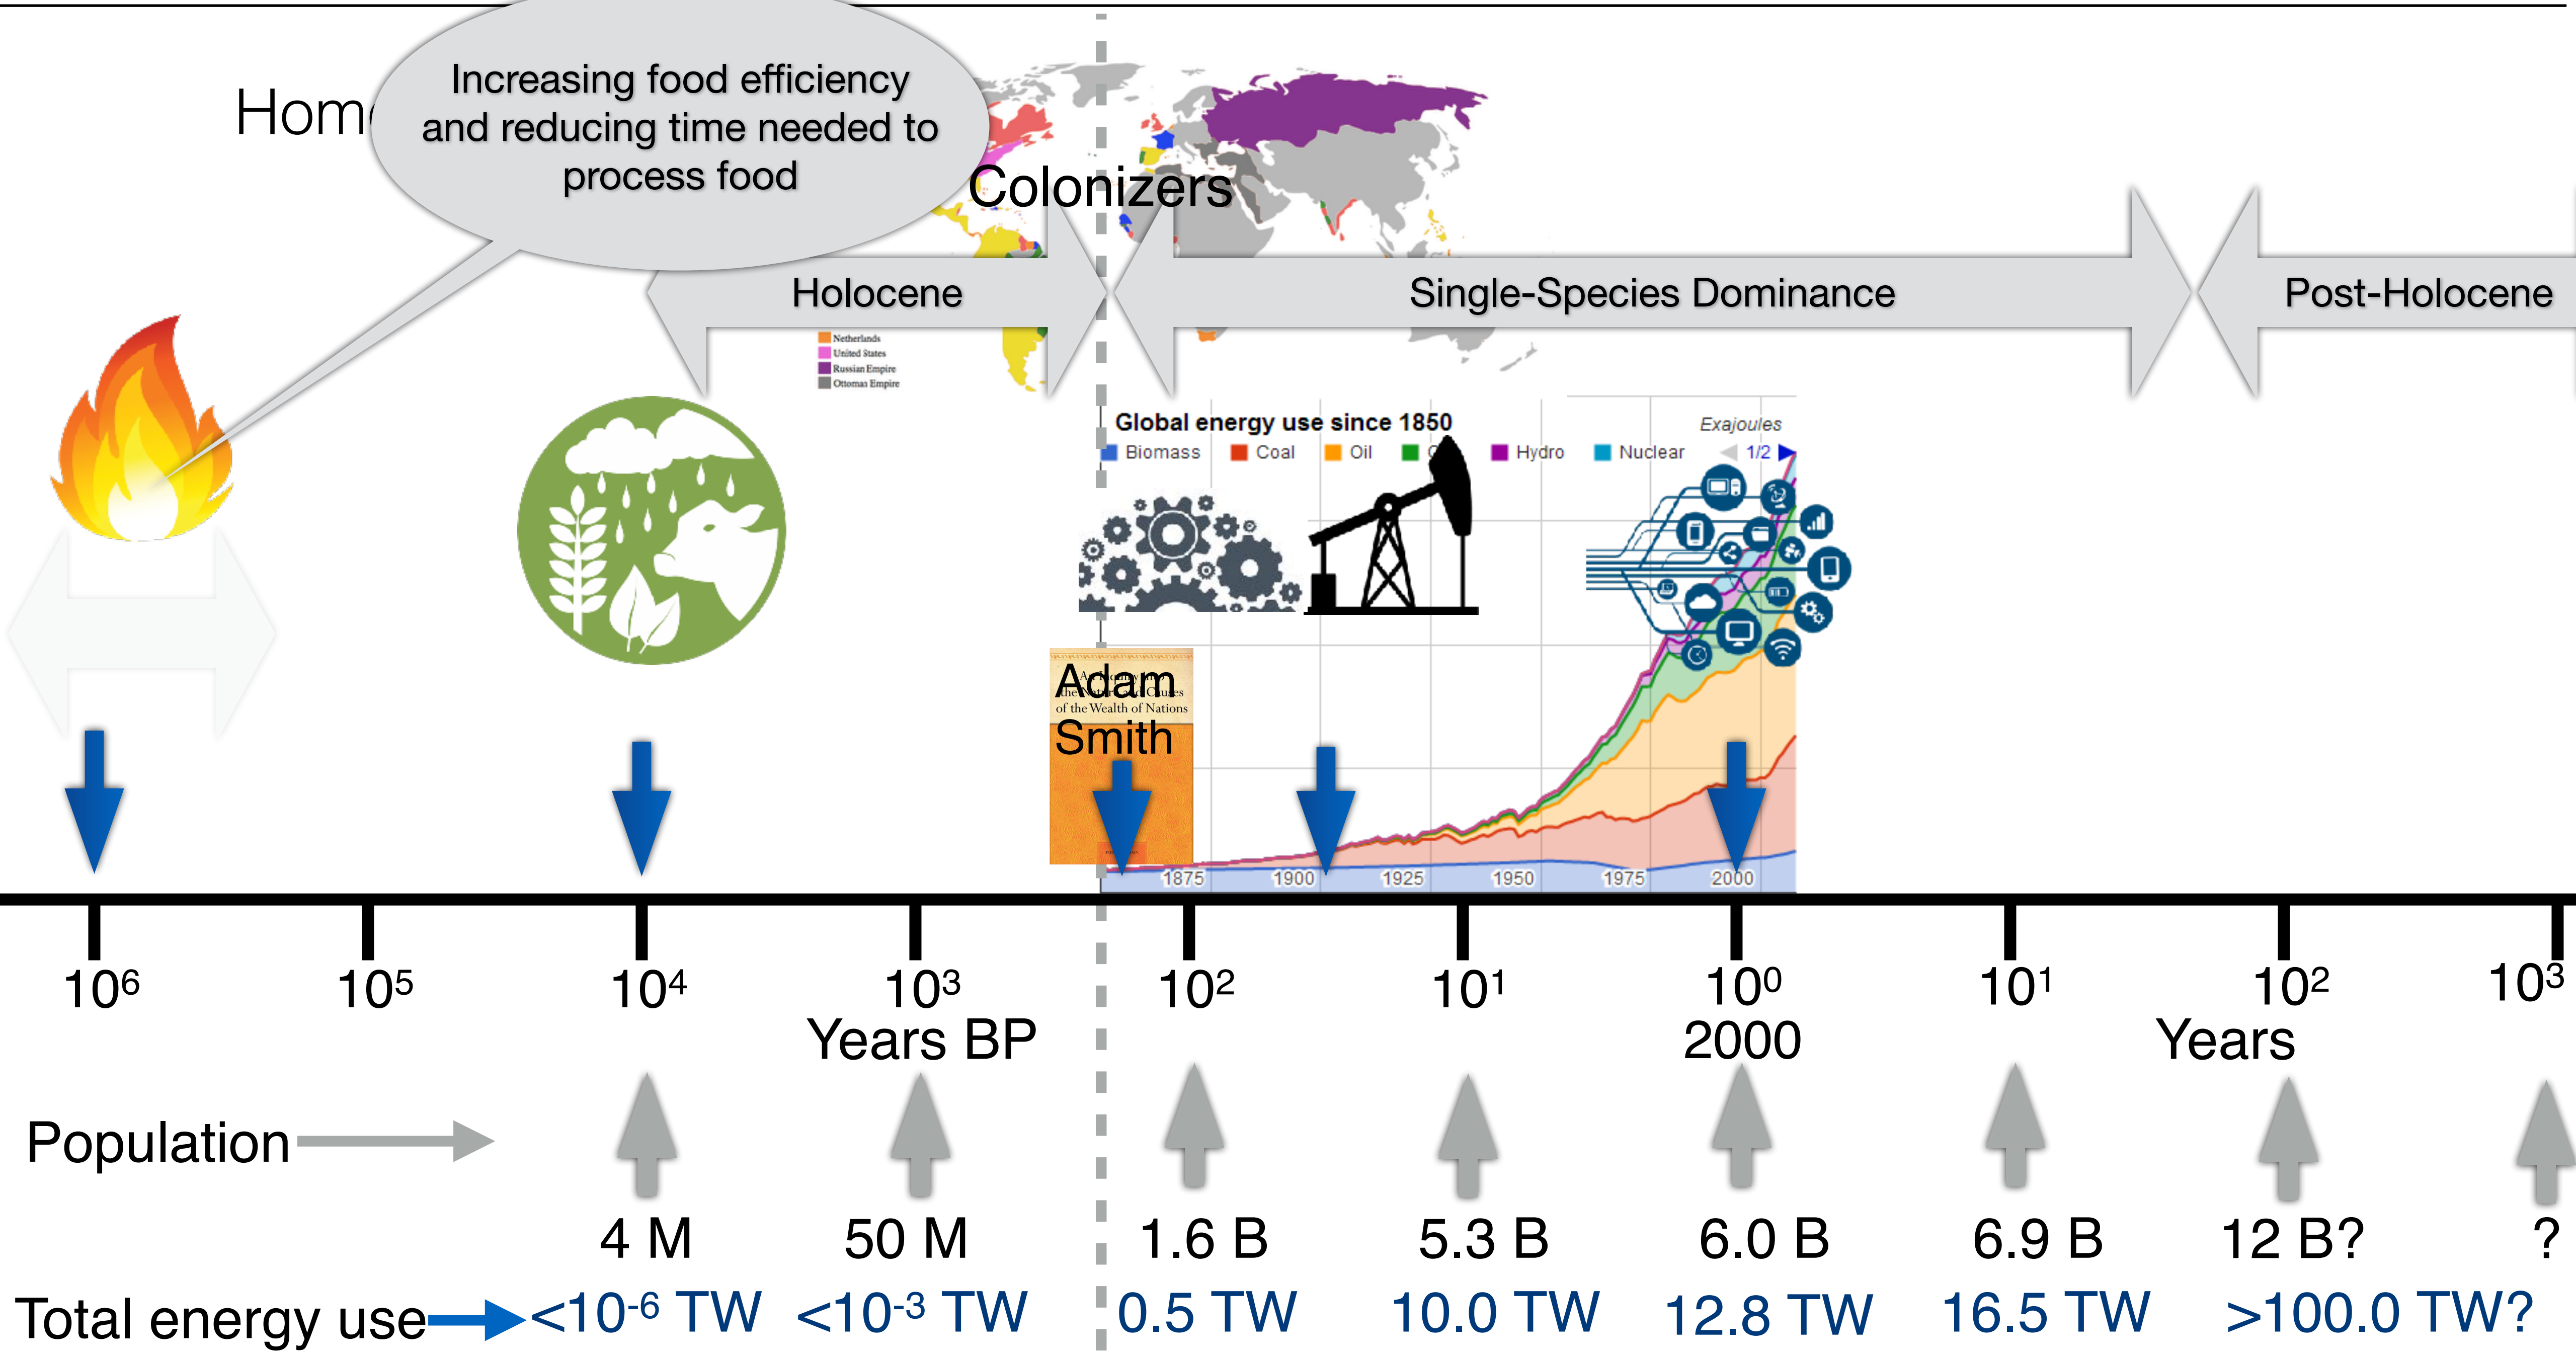 Increasing food efficiency
and reducing time needed to
process food
Colonizers
Holocene
Single-Species Dominance
Post-Holocene
Netherlands
United States
Russian Empire
Ottoman Empire
Global energy use since 1850
Exajoules
Biomass
Coal
Oil
Hydro
Nuclear
1/2
Adam
Smith
the Nature and Causes
of the Wealth of Nations
1875
1900
1925
1950
1975
2000
10⁶
10⁵
10⁴
10³
10²
10¹
10⁰
10¹
10²
10³
Years BP
2000
Years
Population
4 M
50 M
1.6 B
5.3 B
6.0 B
6.9 B
12 B?
?
Total energy use
<10⁻⁶ TW
<10⁻³ TW
0.5 TW
10.0 TW
12.8 TW
16.5 TW
>100.0 TW?